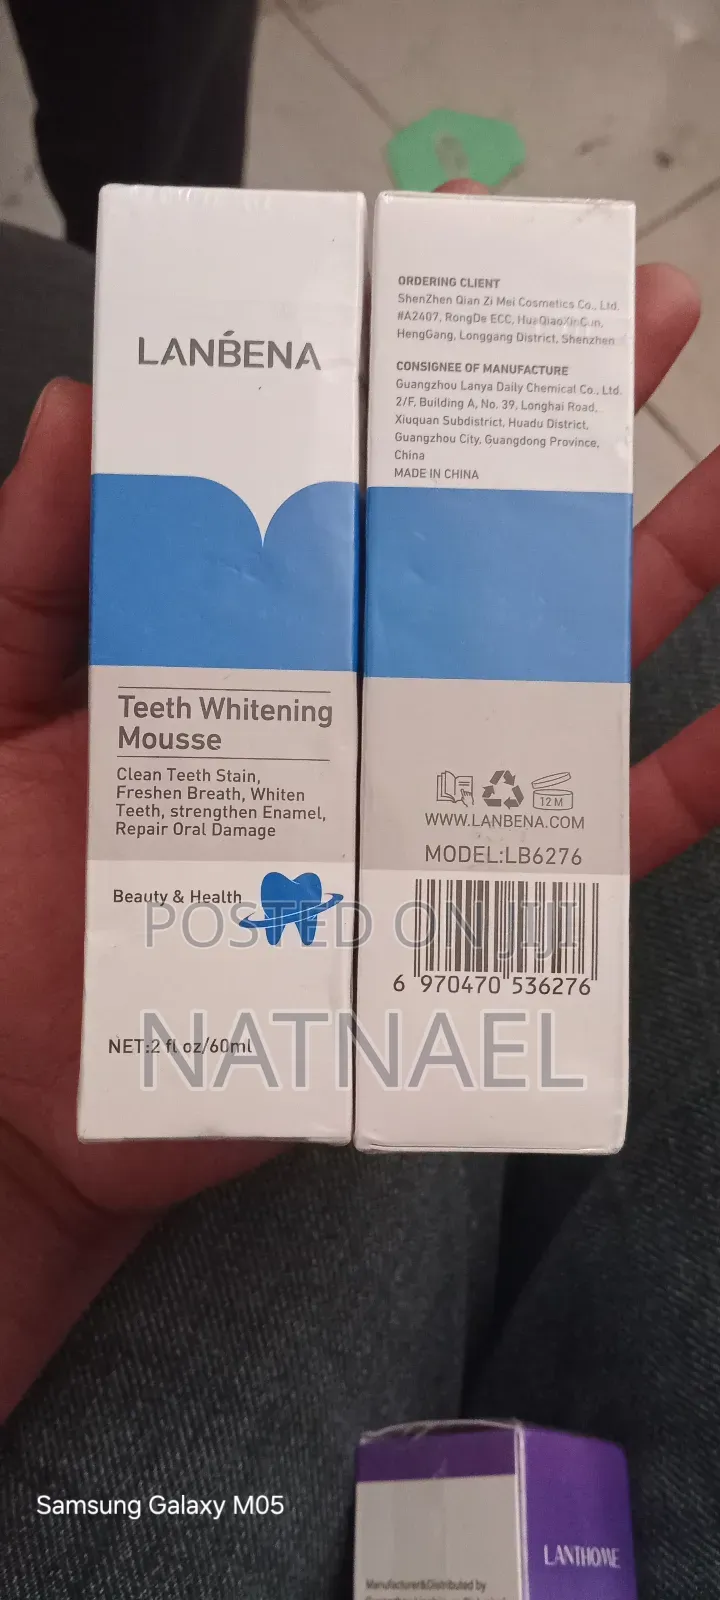 LANBENA
Teeth Whitening
Mousse
Clean Teeth Stain,
Freshen Breath, Whiten
Teeth, strengthen Enamel,
Repair Oral Damage
Beauty & Health
NET:2 fl oz/60ml
ORDERING CLIENT
ShenZhen Qian Zi Mei Cosmetics Co., Ltd.
#A2407, RongDe ECC, HuaQiaoXinCun,
HengGang, Longgang District, Shenzhen
CONSIGNEE OF MANUFACTURE
Guangzhou Lanya Daily Chemical Co., Ltd.
2/F, Building A, No. 39, Longhai Road,
Xiuquan Subdistrict, Huadu District,
Guangzhou City, Guangdong Province,
China
MADE IN CHINA
12 M
WWW.LANBENA.COM
MODEL:LB6276
6 970470 536276
POSTED ON JIJI
NATNAEL
Samsung Galaxy M05
LANTHOME
Manufacturer&Distributed by